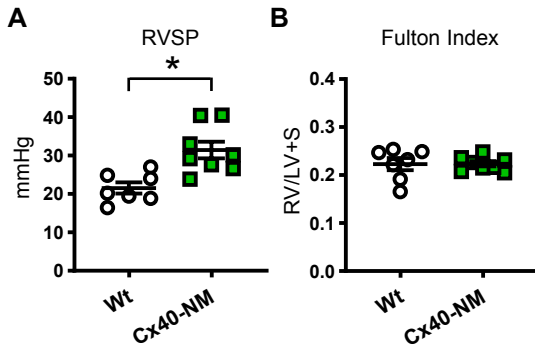 A
RVSP
*
mmHg
50
40
30
20
10
0
Wt
Cx40-NM
B
Fulton Index
RV/LV+S
0.4
0.3
0.2
0.1
0.0
Wt
Cx40-NM